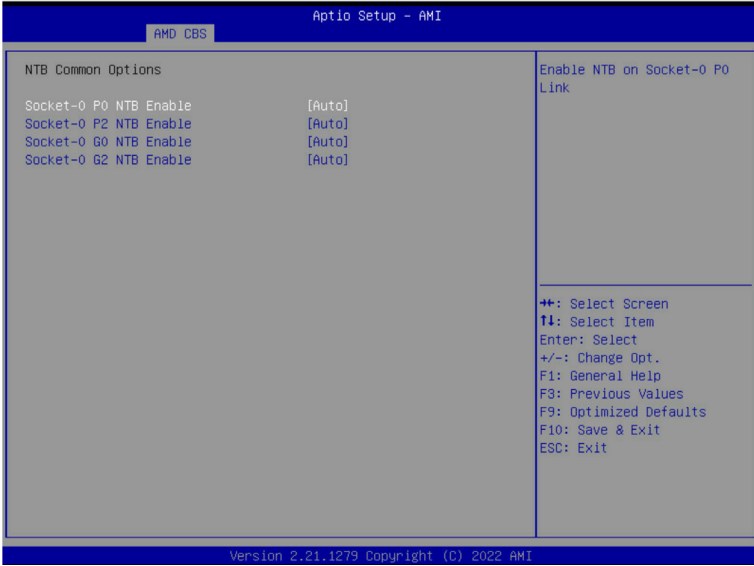 Aptio Setup - AMI
AMD CBS
NTB Common Options
Socket-0 P0 NTB Enable [Auto]
Socket-0 P2 NTB Enable [Auto]
Socket-0 G0 NTB Enable [Auto]
Socket-0 G2 NTB Enable [Auto]
Enable NTB on Socket-0 P0
Link
→←: Select Screen
↑↓: Select Item
Enter: Select
+/-: Change Opt.
F1: General Help
F3: Previous Values
F9: Optimized Defaults
F10: Save & Exit
ESC: Exit
Version 2.21.1279 Copyright (C) 2022 AMI